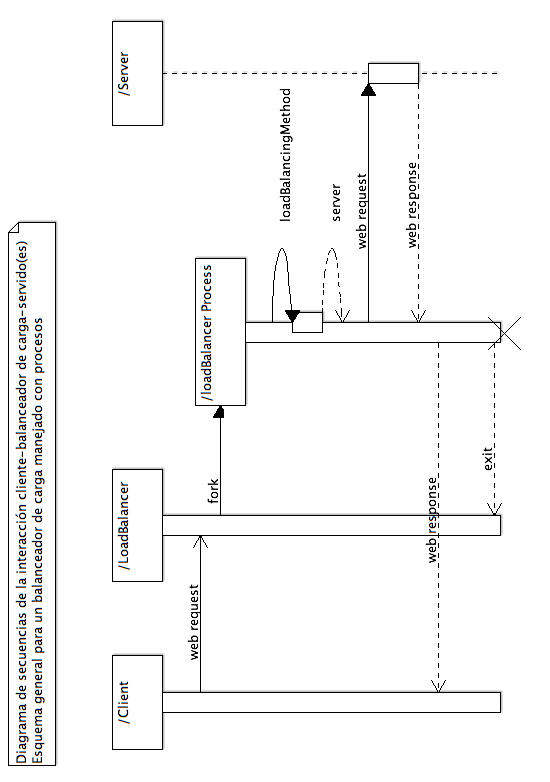 Diagrama de secuencias de la interacción cliente-balanceador de carga-servido(es)
Esquema general para un balanceador de carga manejado con procesos
/Client
/LoadBalancer
/loadBalancer Process
/Server
web request
fork
loadBalancingMethod
server
web request
web response
web response
exit